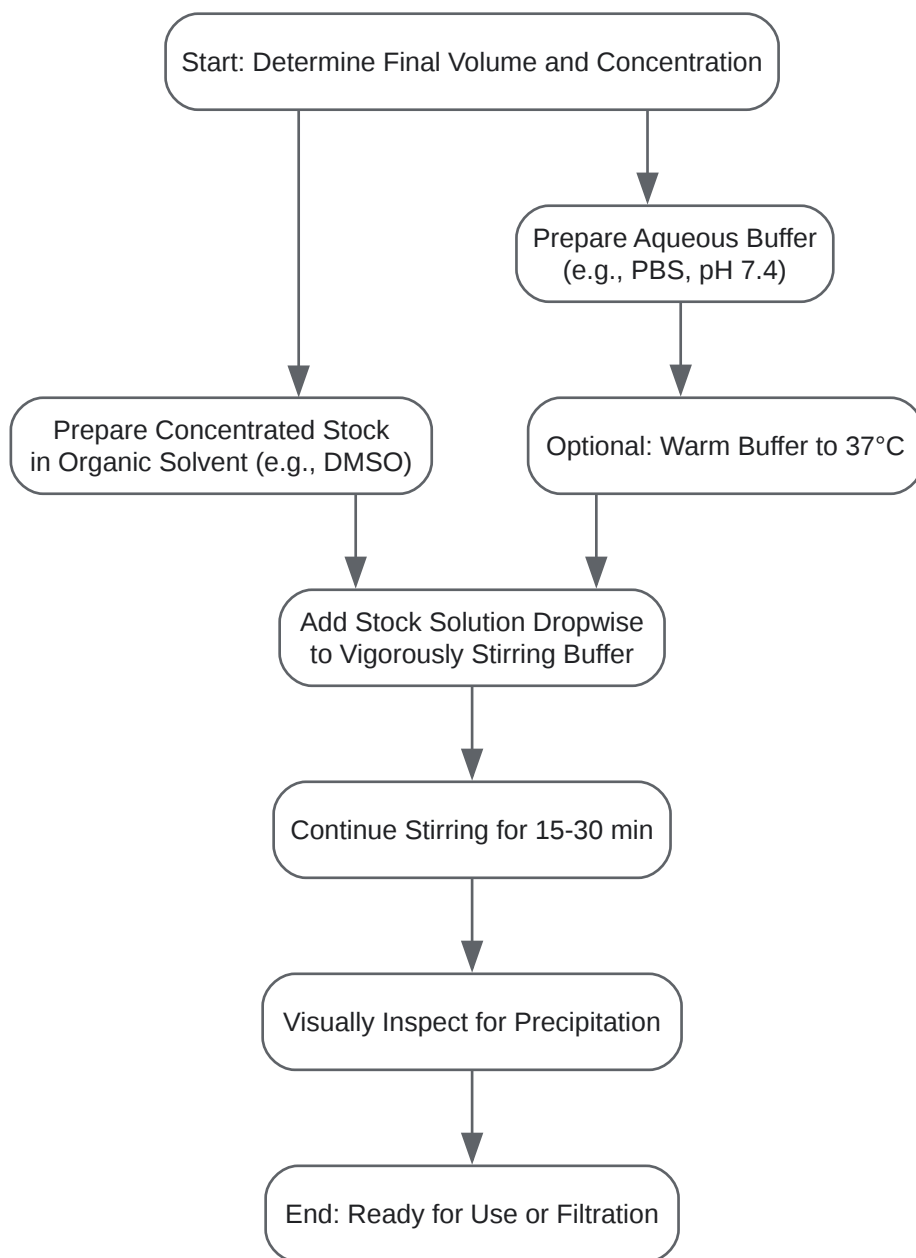 Start: Determine Final Volume and Concentration
Prepare Aqueous Buffer
(e.g., PBS, pH 7.4)
Prepare Concentrated Stock
in Organic Solvent (e.g., DMSO)
Optional: Warm Buffer to 37°C
Add Stock Solution Dropwise
to Vigorously Stirring Buffer
Continue Stirring for 15-30 min
Visually Inspect for Precipitation
End: Ready for Use or Filtration